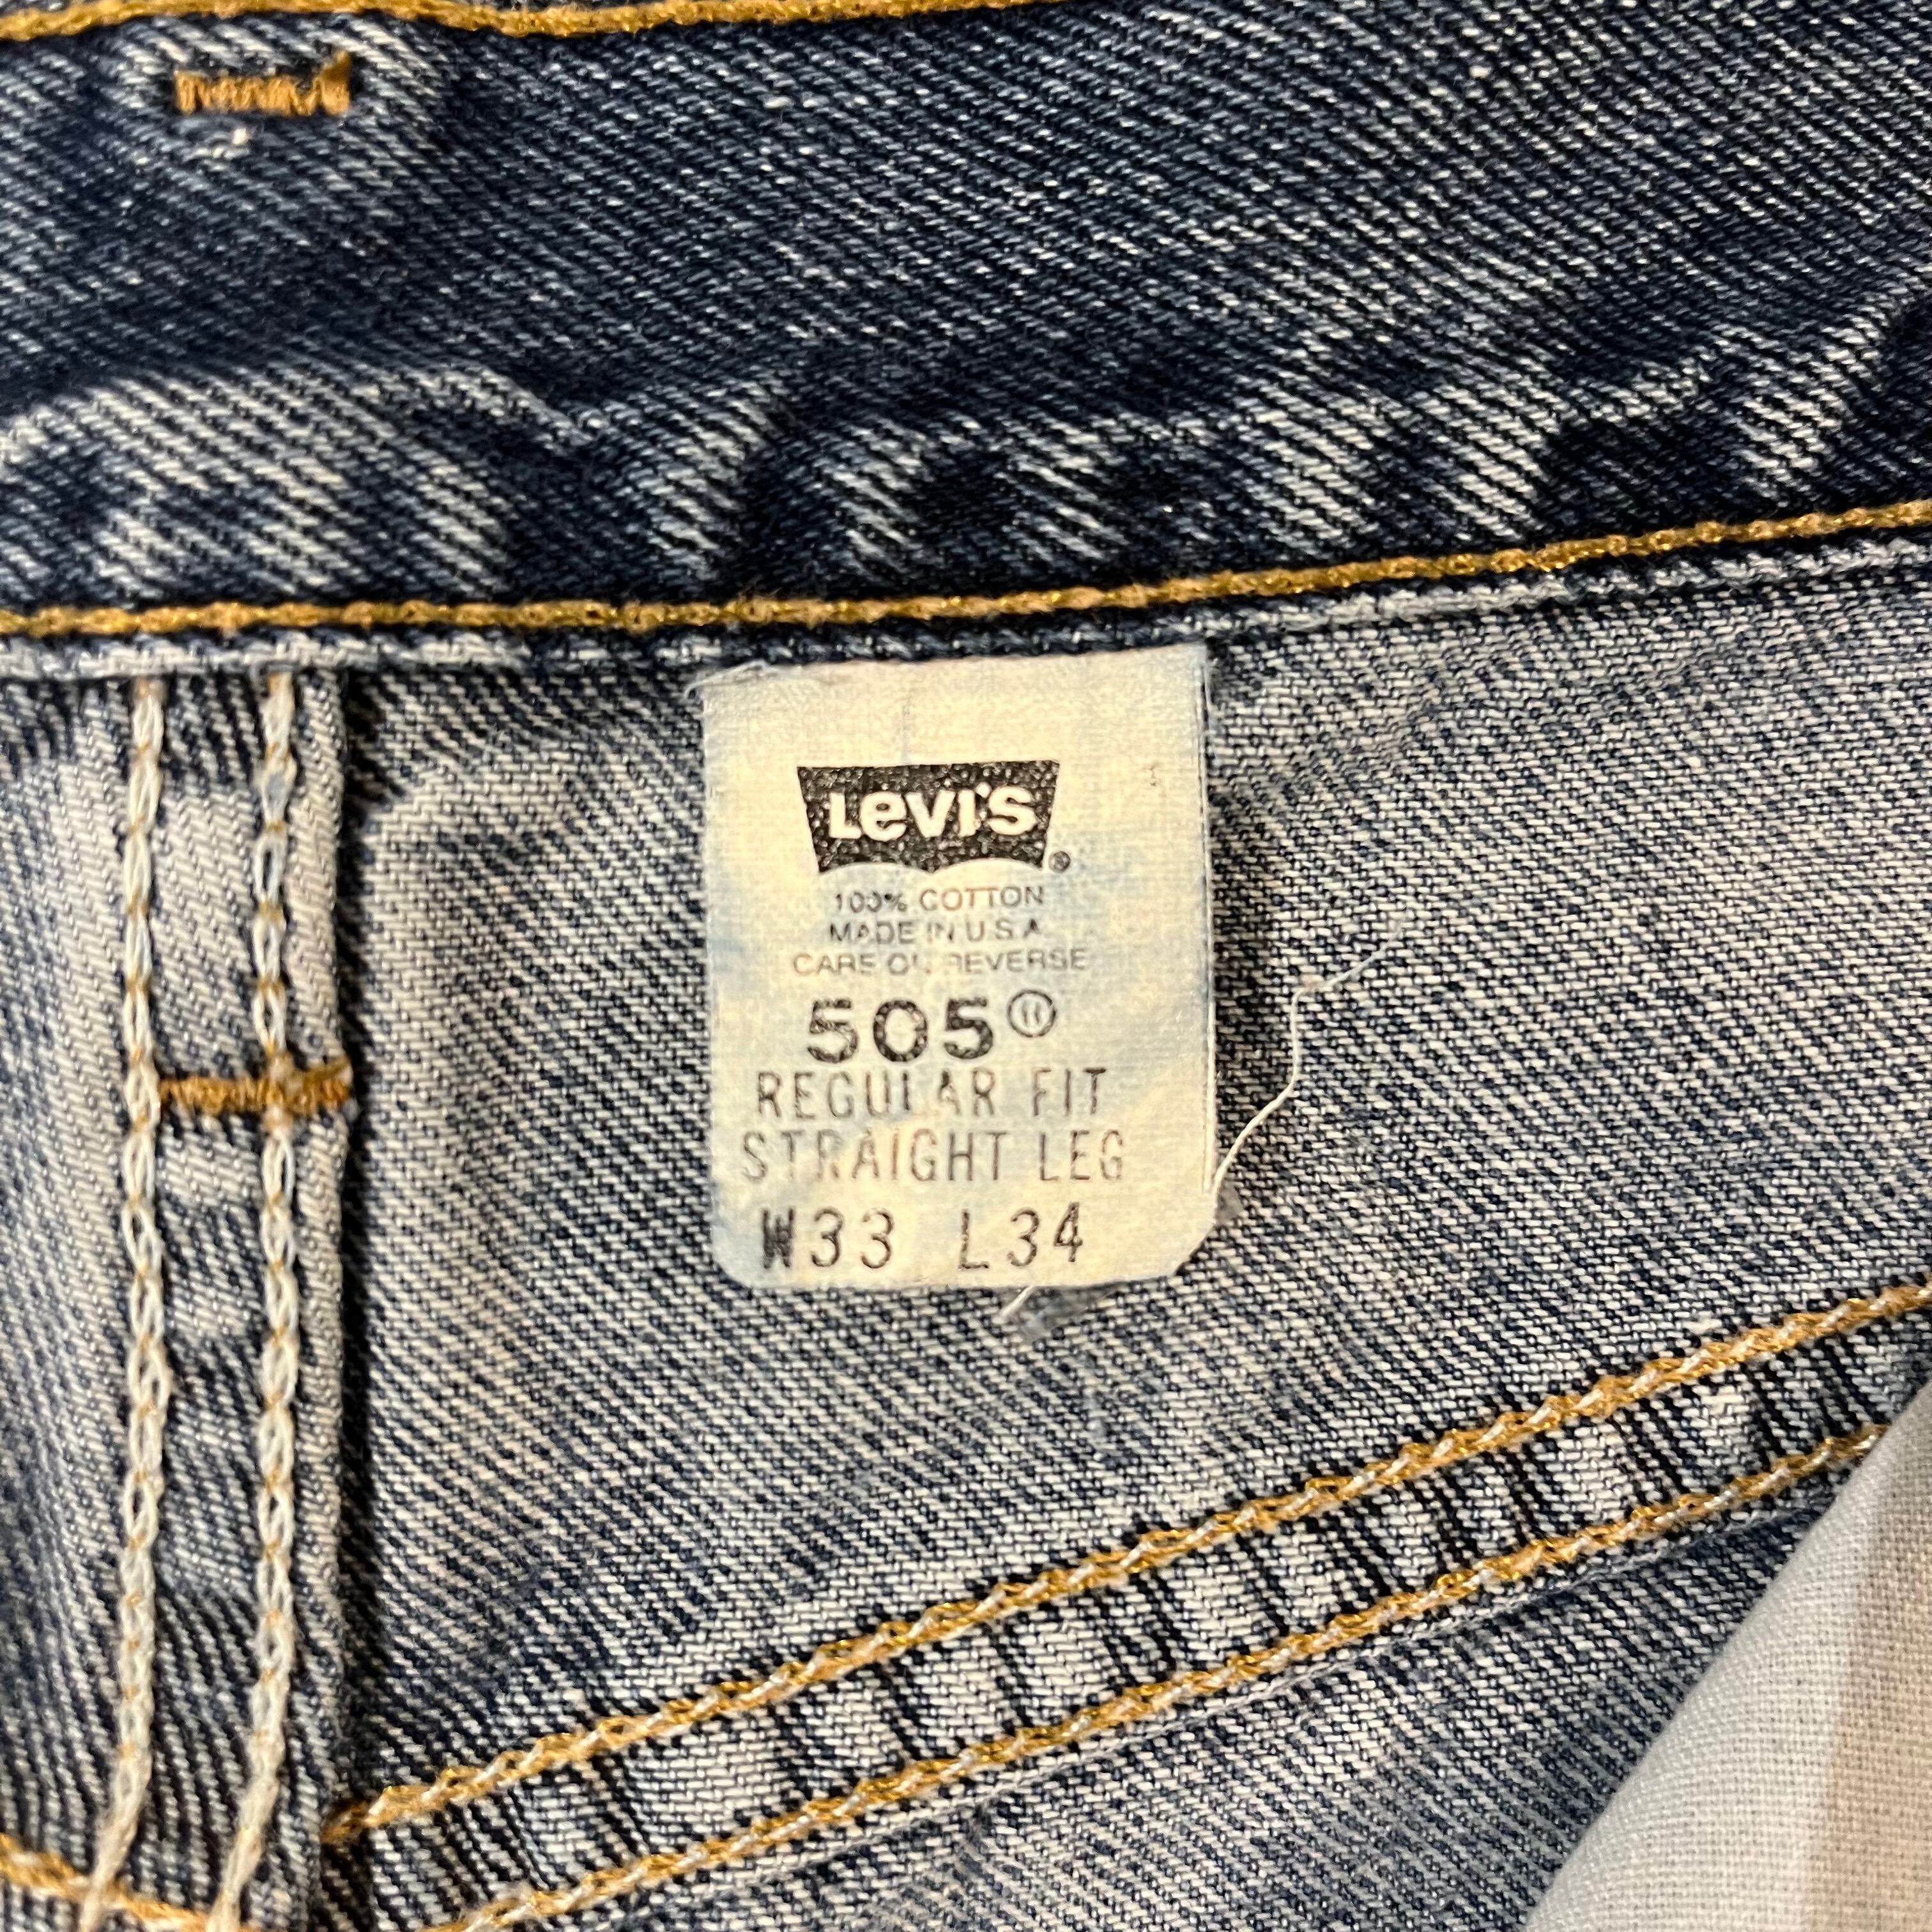 LEVI'S ®
100% COTTON
MADE IN U.S.A.
CARE ON REVERSE
505®
REGULAR FIT
STRAIGHT LEG
W33 L34